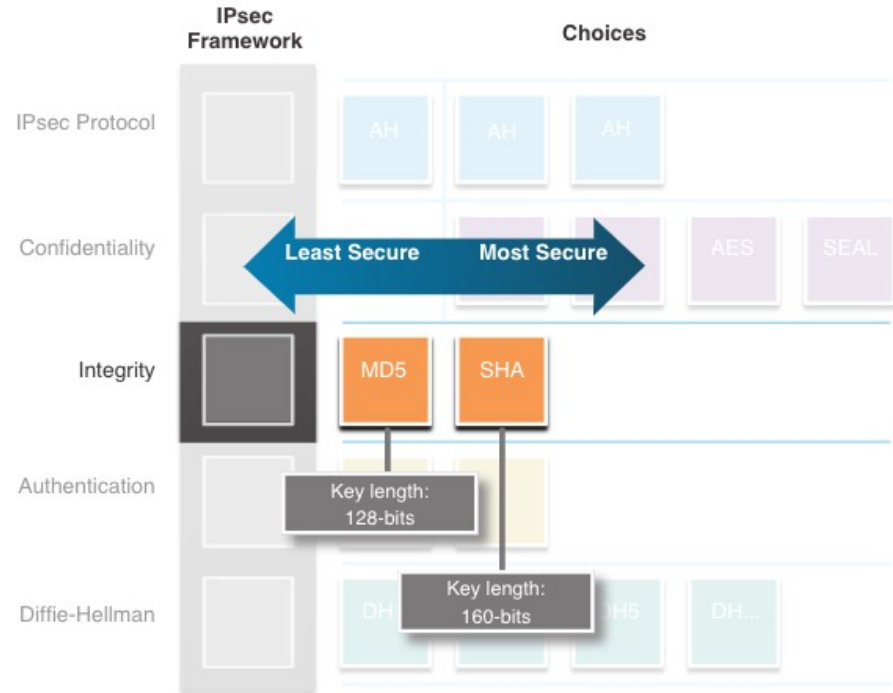 IPsec
Framework
Choices
IPsec Protocol
AH
AH
AH
Confidentiality
Least Secure
Most Secure
AES
SEAL
Integrity
MD5
SHA
Authentication
Key length:
128-bits
Diffie-Hellman
Key length:
160-bits
DH5
DH...